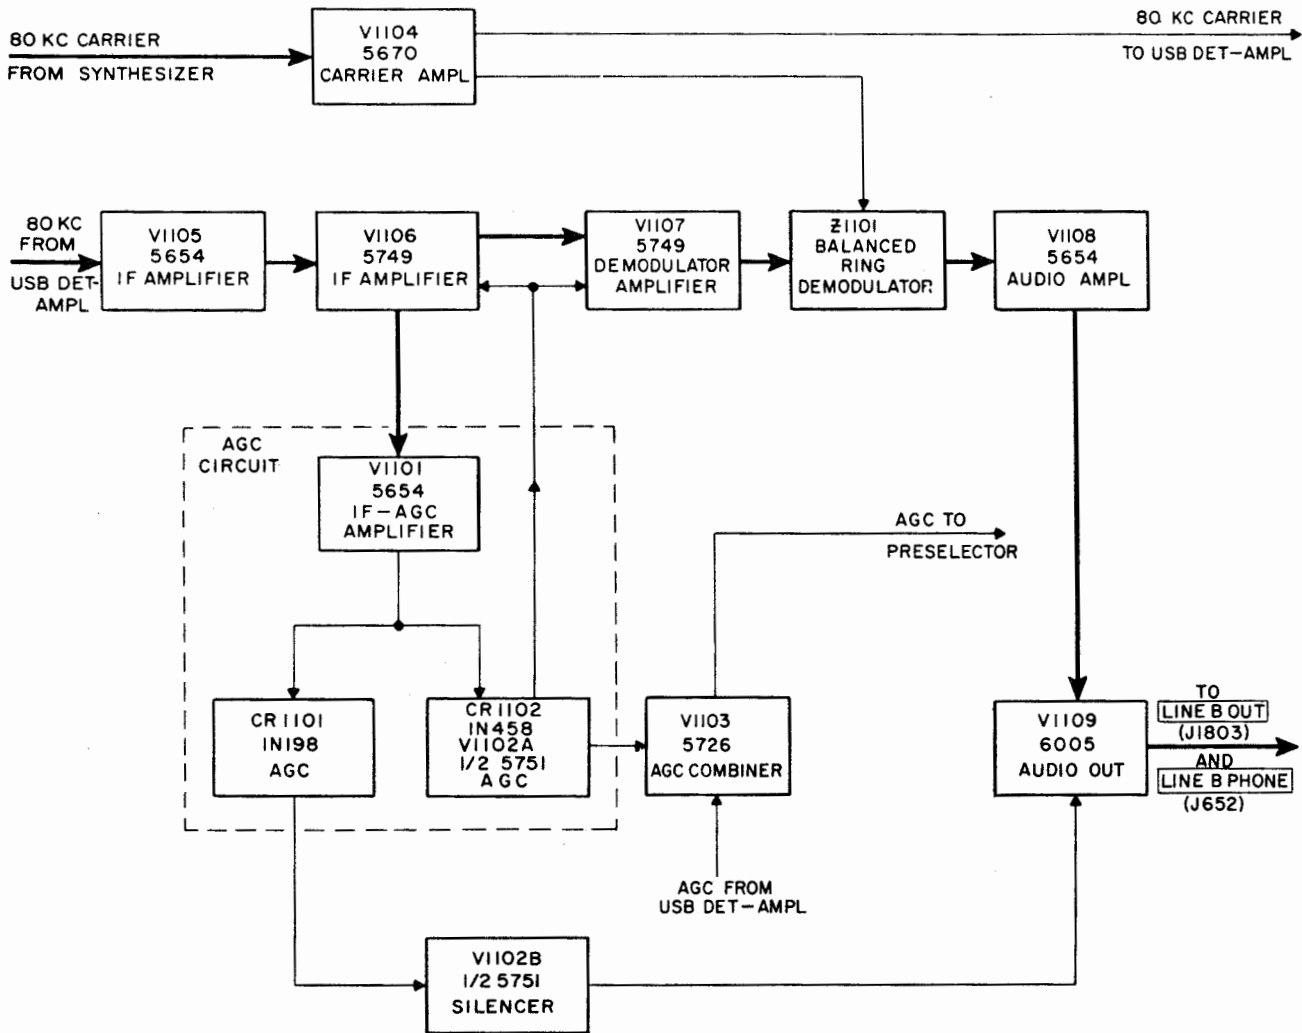 80 KC CARRIER
FROM SYNTHESIZER
V1104
5670
CARRIER AMPL
80 KC CARRIER
TO USB DET-AMPL
80 KC
FROM
USB DET-
AMPL
V1105
5654
IF AMPLIFIER
V1106
5749
IF AMPLIFIER
V1107
5749
DEMODULATOR
AMPLIFIER
Z1101
BALANCED
RING
DEMODULATOR
V1108
5654
AUDIO AMPL
AGC
CIRCUIT
V1101
5654
IF-AGC
AMPLIFIER
AGC TO
PRESELECTOR
CR1101
IN198
AGC
CR1102
IN458
V1102A
1/2 5751
AGC
V1103
5726
AGC COMBINER
V1109
6005
AUDIO OUT
TO
LINE B OUT
(J1803)
AND
LINE B PHONE
(J652)
AGC FROM
USB DET-AMPL
V1102B
1/2 5751
SILENCER